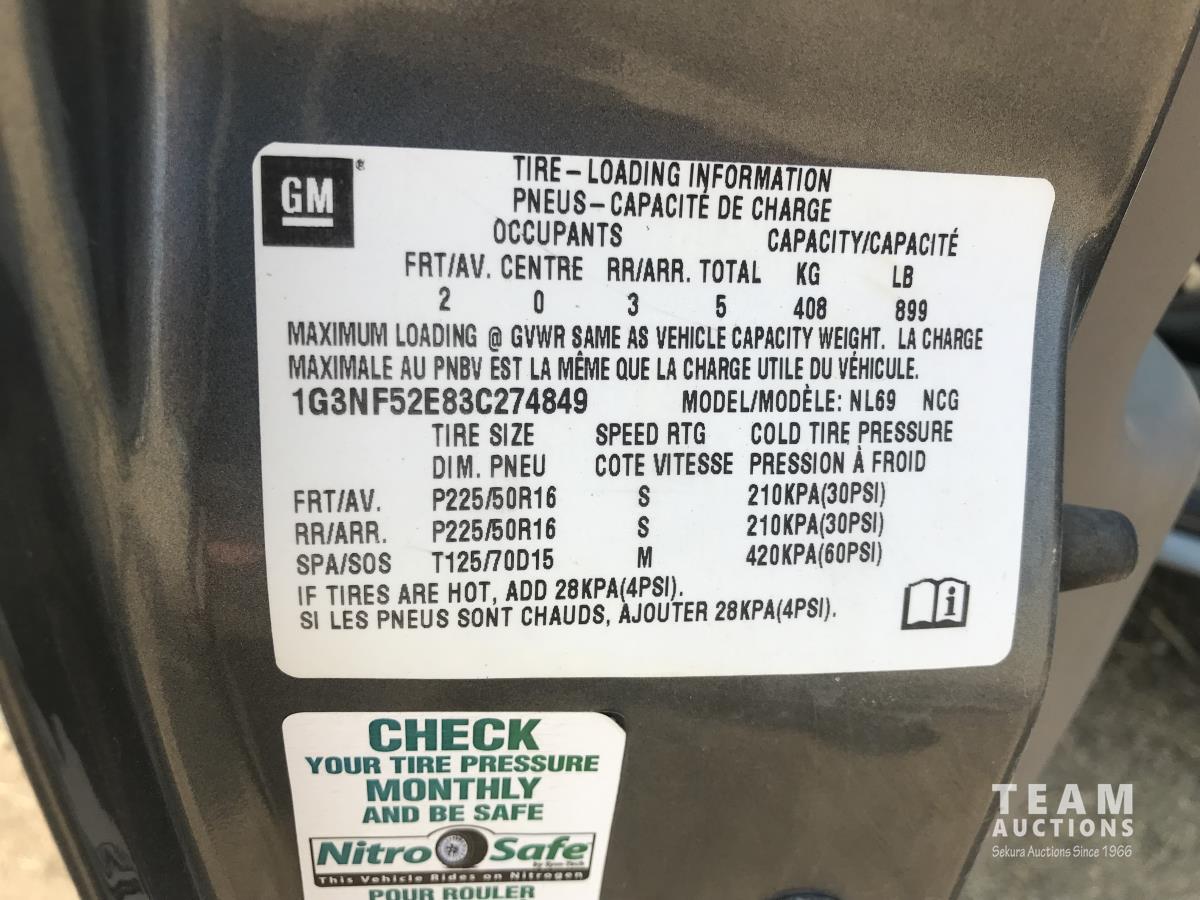 GM®
TIRE-LOADING INFORMATION
PNEUS-CAPACITÉ DE CHARGE
OCCUPANTS CAPACITY/CAPACITÉ
FRT/AV. CENTRE RR/ARR. TOTAL KG LB
2 0 3 5 408 899
MAXIMUM LOADING @ GVWR SAME AS VEHICLE CAPACITY WEIGHT. LA CHARGE
MAXIMALE AU PNBV EST LA MÊME QUE LA CHARGE UTILE DU VÉHICULE.
1G3NF52E83C274849 MODEL/MODÈLE: NL69 NCG
TIRE SIZE SPEED RTG COLD TIRE PRESSURE
DIM. PNEU COTE VITESSE PRESSION À FROID
FRT/AV. P225/50R16 S 210KPA(30PSI)
RR/ARR. P225/50R16 S 210KPA(30PSI)
SPA/SOS T125/70D15 M 420KPA(60PSI)
IF TIRES ARE HOT, ADD 28KPA(4PSI).
SI LES PNEUS SONT CHAUDS, AJOUTER 28KPA(4PSI).
i
CHECK
YOUR TIRE PRESSURE
MONTHLY
AND BE SAFE
Nitro Safe
This Vehicle Rides on Nitrogen
POUR ROULER
TEAM
AUCTIONS
Sekura Auctions Since 1966